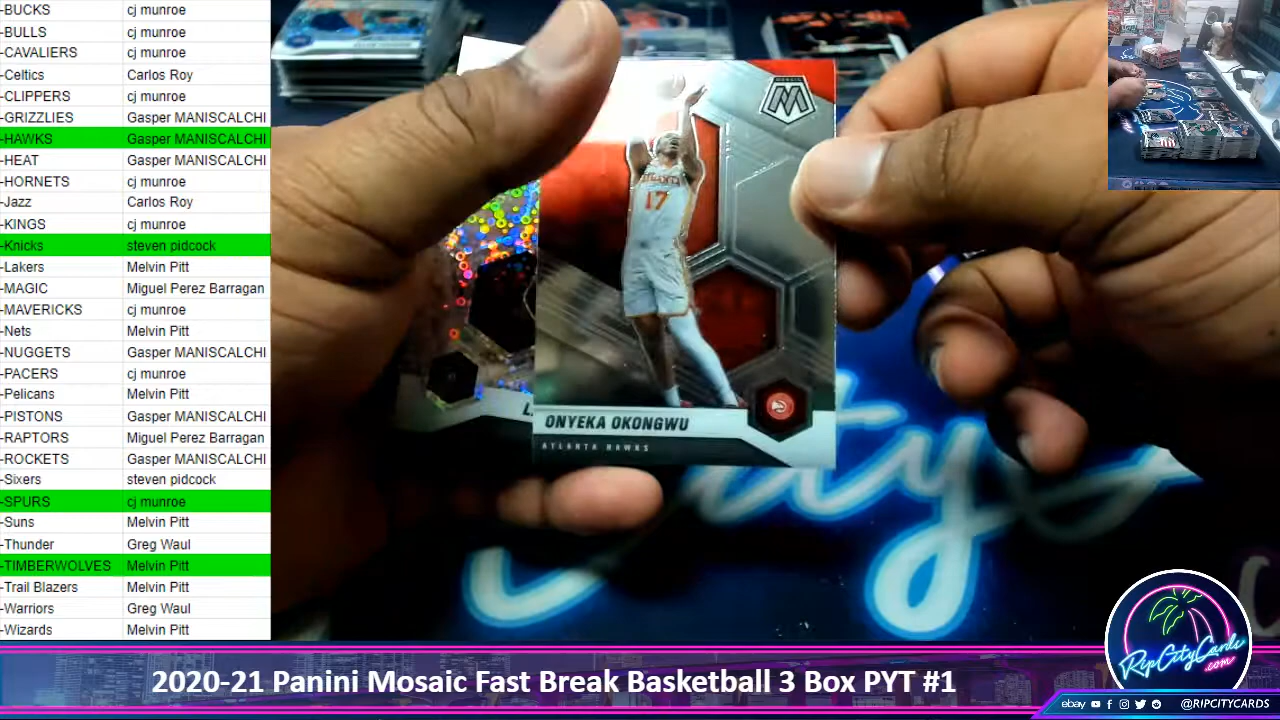 -BUCKS cj munroe
-BULLS cj munroe
-CAVALIERS cj munroe
-Celtics Carlos Roy
-CLIPPERS cj munroe
-GRIZZLIES Gasper MANISCALCHI
-HAWKS Gasper MANISCALCHI
-HEAT Gasper MANISCALCHI
-HORNETS cj munroe
-Jazz Carlos Roy
-KINGS cj munroe
-Knicks steven pidcock
-Lakers Melvin Pitt
-MAGIC Miguel Perez Barragan
-MAVERICKS cj munroe
-Nets Melvin Pitt
-NUGGETS Gasper MANISCALCHI
-PACERS cj munroe
-Pelicans Melvin Pitt
-PISTONS Gasper MANISCALCHI
-RAPTORS Miguel Perez Barragan
-ROCKETS Gasper MANISCALCHI
-Sixers steven pidcock
-SPURS cj munroe
-Suns Melvin Pitt
-Thunder Greg Waul
-TIMBERWOLVES Melvin Pitt
-Trail Blazers Melvin Pitt
-Warriors Greg Waul
-Wizards Melvin Pitt
MOSAIC
M
ATLANTA
17
ONYEKA OKONGWU
ATLANTA HAWKS
ity
RipCityCards
.com
2020-21 Panini Mosaic Fast Break Basketball 3 Box PYT #1
ebay @RIPCITYCARDS